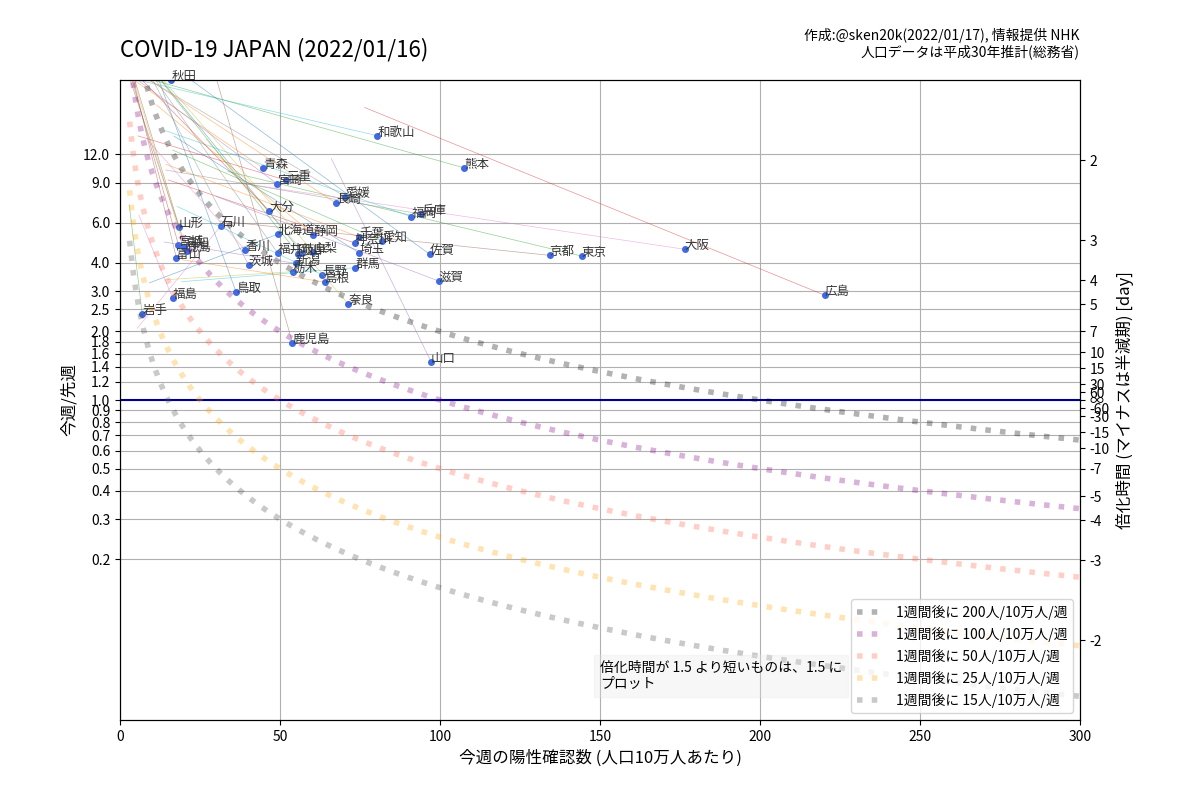 COVID-19 JAPAN (2022/01/16)
作成:@sken20k(2022/01/17), 情報提供 NHK
人口データは平成30年推計(総務省)
秋田
和歌山
熊本
青森
三重
宮崎
愛媛
長崎
兵庫
福岡
大分
山形
石川
北海道
静岡
千葉
愛知
宮城
香川
福井
山梨
埼玉
佐賀
大阪
京都
東京
富山
茨城
新潟
群馬
栃木
長野
島根
滋賀
福島
鳥取
奈良
広島
岩手
鹿児島
山口
12.0
9.0
6.0
4.0
3.0
2.5
2.0
1.8
1.6
1.4
1.2
1.0
0.9
0.8
0.7
0.6
0.5
0.4
0.3
0.2
今週/先週
2
3
4
5
7
10
15
30
60
∞
-60
-30
-15
-10
-7
-5
-4
-3
-2
倍化時間 (マイナスは半減期) [day]
1週間後に 200人/10万人/週
1週間後に 100人/10万人/週
1週間後に 50人/10万人/週
1週間後に 25人/10万人/週
1週間後に 15人/10万人/週
倍化時間が 1.5 より短いものは、1.5 に
プロット
0 50 100 150 200 250 300
今週の陽性確認数 (人口10万人あたり)